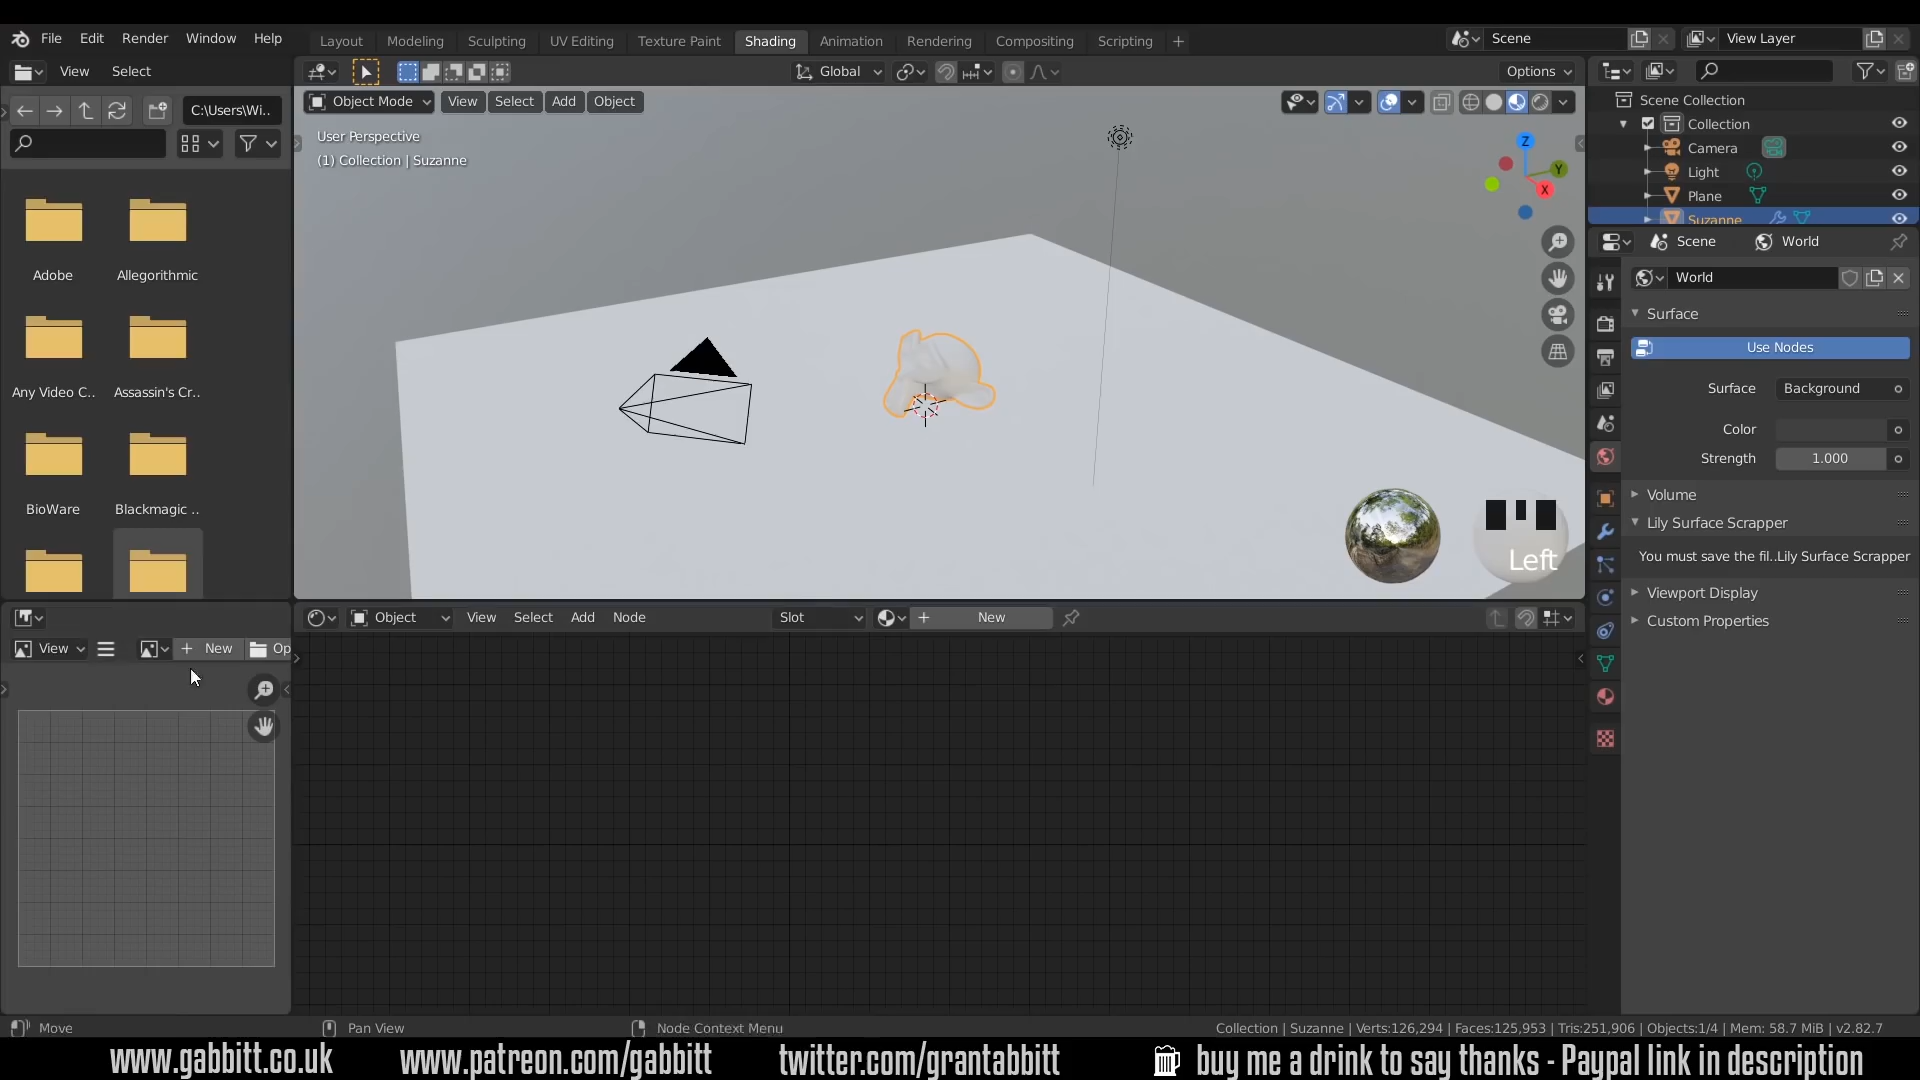 File Edit Render Window Help
Layout Modeling Sculpting UV Editing Texture Paint Shading Animation Rendering Compositing Scripting +
Scene
View Layer
View Select
Global
Options
C:\Users\Wi..
Object Mode View Select Add Object
User Perspective
(1) Collection | Suzanne
Z
Y
X
Scene Collection
Collection
Camera
Light
Plane
Suzanne
Scene World
World
Surface
Use Nodes
Surface Background
Color
Strength 1.000
Volume
Lily Surface Scrapper
You must save the fil..Lily Surface Scrapper
Viewport Display
Custom Properties
Adobe Allegorithmic
Any Video C.. Assassin's Cr..
BioWare Blackmagic ..
Left
Object View Select Add Node Slot + New
View + New Op
Move Pan View Node Context Menu
Collection | Suzanne | Verts:126,294 | Faces:125,953 | Tris:251,906 | Objects:1/4 | Mem: 58.7 MiB | v2.82.7
www.gabbitt.co.uk www.patreon.com/gabbitt twitter.com/grantabbitt buy me a drink to say thanks - Paypal link in description